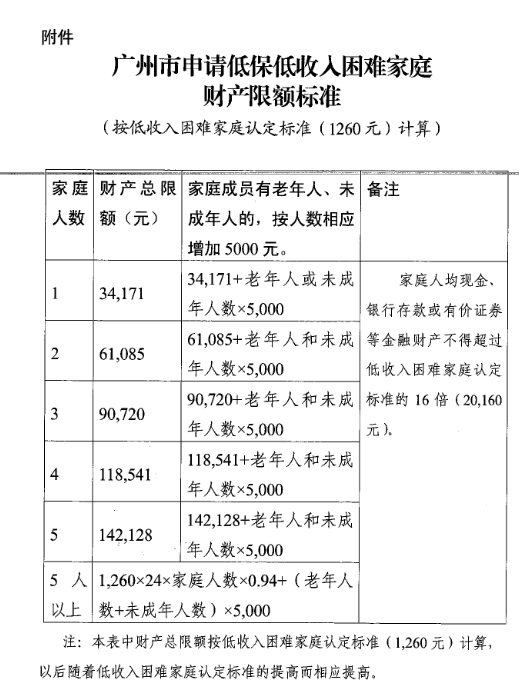 附件
广州市申请低保低收入困难家庭
财产限额标准
（按低收入困难家庭认定标准（1260元）计算）
家庭人数 财产总限额（元） 家庭成员有老年人、未成年人的，按人数相应增加5000元。 备注
1 34,171 34,171+老年人或未成年人数×5,000
2 61,085 61,085+老年人和未成年人数×5,000
3 90,720 90,720+老年人和未成年人数×5,000
4 118,541 118,541+老年人和未成年人数×5,000
5 142,128 142,128+老年人和未成年人数×5,000
5人以上 1,260×24×家庭人数×0.94+（老年人数+未成年人数）×5,000
家庭人均现金、
银行存款或有价证券
等金融财产不得超过
低收入困难家庭认定
标准的16倍（20,160
元）。
注：本表中财产总限额按低收入困难家庭认定标准（1,260元）计算，
以后随着低收入困难家庭认定标准的提高而相应提高。